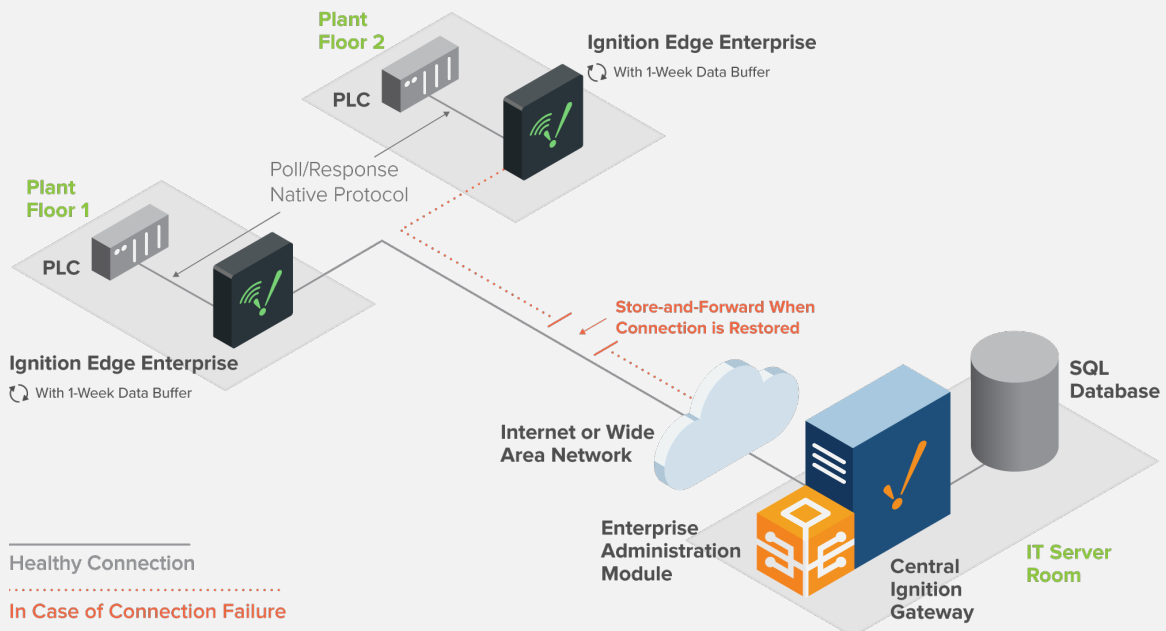 Plant
Floor 2
Ignition Edge Enterprise
With 1-Week Data Buffer
PLC
Poll/Response
Native Protocol
Plant
Floor 1
PLC
Ignition Edge Enterprise
With 1-Week Data Buffer
Store-and-Forward When
Connection is Restored
SQL
Database
Internet or Wide
Area Network
Enterprise
Administration
Module
Central
Ignition
Gateway
IT Server
Room
Healthy Connection
In Case of Connection Failure